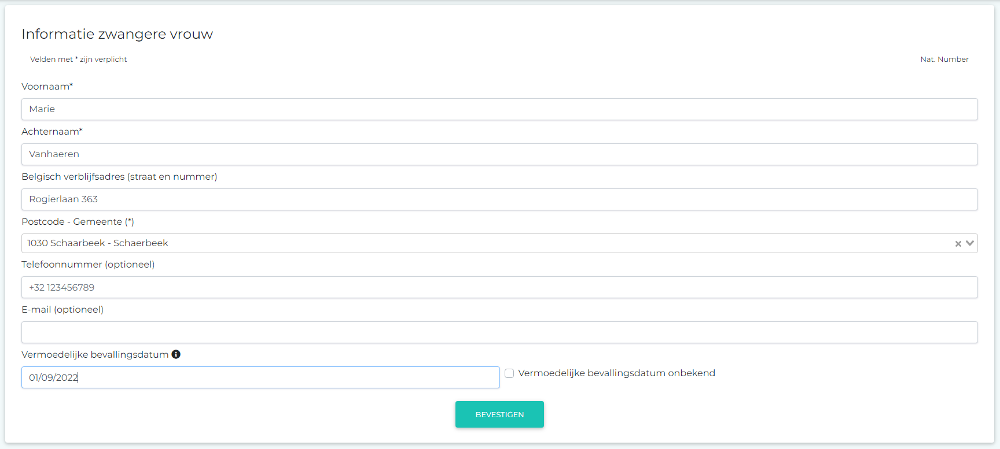 Informatie zwangere vrouw
Velden met * zijn verplicht
Nat. Number
Voornaam*
Marie
Achternaam*
Vanhaeren
Belgisch verblijfsadres (straat en nummer)
Rogierlaan 363
Postcode - Gemeente (*)
1030 Schaarbeek - Schaerbeek
Telefoonnummer (optioneel)
+32 123456789
E-mail (optioneel)
Vermoedelijke bevallingsdatum
01/09/2022
Vermoedelijke bevallingsdatum onbekend
BEVESTIGEN